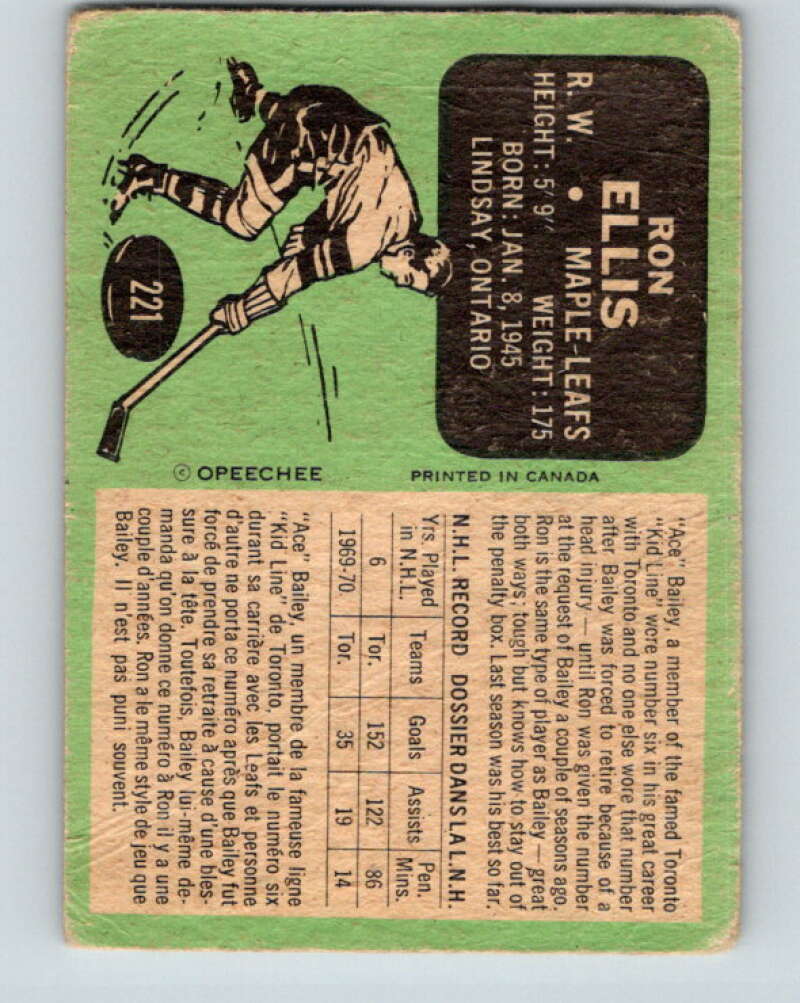 RON
ELLIS
R. W. • MAPLE-LEAFS
HEIGHT: 5'9" WEIGHT: 175
BORN: JAN. 8, 1945
LINDSAY, ONTARIO
221
© OPEECHEE
PRINTED IN CANADA
"Ace" Bailey, a member of the famed Toronto
"Kid Line" wore number six in his great career
with Toronto and no one else wore that number
after Bailey was forced to retire because of a
head injury — until Ron was given the number
at the request of Bailey a couple of seasons ago.
Ron is the same type of player as Bailey — great
both ways; tough but knows how to stay out of
the penalty box. Last season was his best so far.
N.H.L. RECORD DOSSIER DANS LA L.N.H.
Yrs. Played in N.H.L. Teams Goals Assists Pen. Mins.
6 Tor. 152 122 86
1969-70 Tor. 35 19 14
"Ace" Bailey, un membre de la fameuse ligne
"Kid Line" de Toronto, portait le numéro six
durant sa carrière avec les Leafs et personne
d'autre ne porta ce numéro après que Bailey fut
forcé de prendre sa retraite à cause d'une bles-
sure à la tête. Toutefois, Bailey lui-même de-
manda qu'on donne ce numéro à Ron il y a une
couple d'années. Ron a le même style de jeu que
Bailey. Il n'est pas puni souvent.